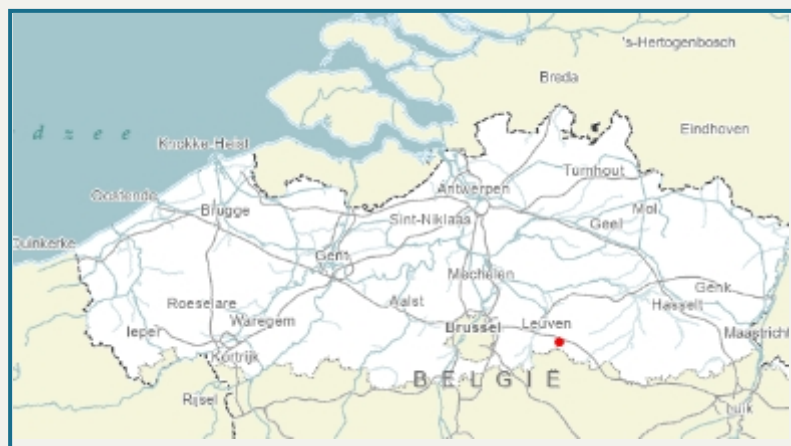 's-Hertogenbosch
Breda
Eindhoven
d z e e
Knokke-Heist
Turnhout
Antwerpen
Oostende
Mol
Brugge
Sint-Niklaas
Geel
Duinkerke
Gent
Mechelen
Genk
Roeselare
Aalst
Hasselt
Waregem
Ieper
Brussel
Leuven
Maastricht
Kortrijk
BELGIË
Rijsel
Luik